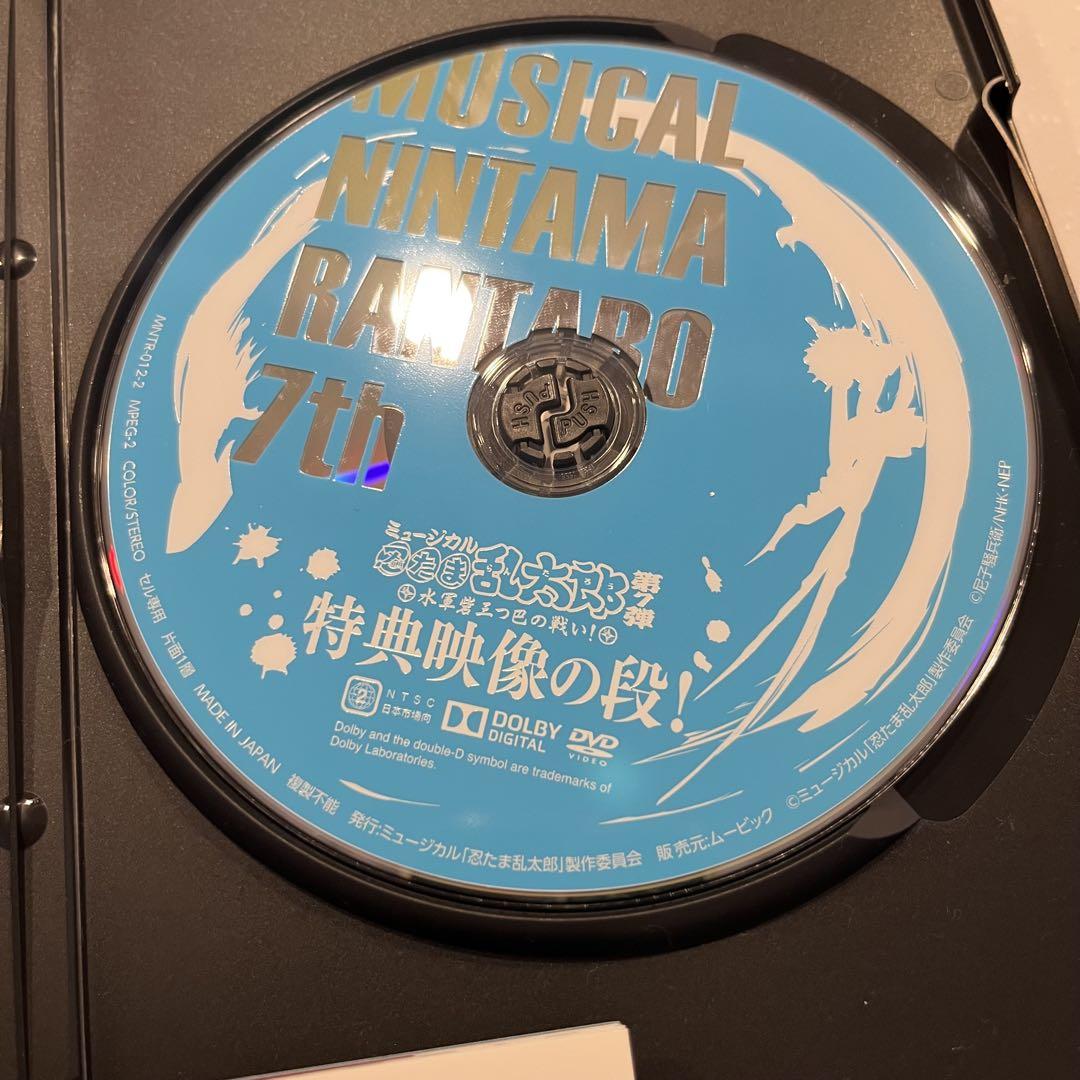 MUSICAL
NINTAMA
RANTARO
7th
PUSH
PUSH
ミュージカル
忍たま乱太郎
第7弾
水軍砦三つ巴の戦い!
特典映像の段!
2
NTSC
日本市場向
DOLBY
DIGITAL
DVD
VIDEO
Dolby and the double-D symbol are trademarks of
Dolby Laboratories.
MNTR-012-2 MPEG-2 COLOR/STEREO セル専用 片面1層 MADE IN JAPAN 複製不能 発行:ミュージカル「忍たま乱太郎」製作委員会 販売元:ムービック ©ミュージカル「忍たま乱太郎」製作委員会 ©尼子騒兵衛/NHK・NEP